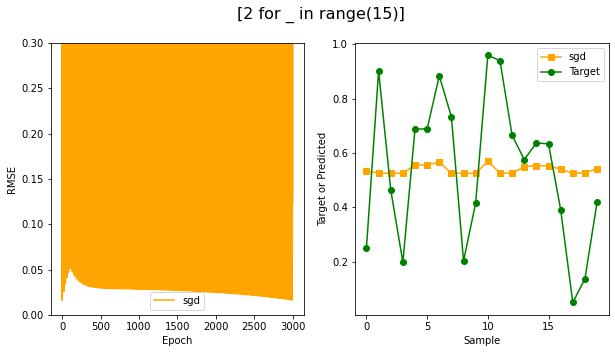 [2 for _ in range(15)]
0.30
0.25
0.20
0.15
0.10
0.05
0.00
RMSE
0 500 1000 1500 2000 2500 3000
Epoch
sgd
1.0
0.8
0.6
0.4
0.2
Target or Predicted
0 5 10 15
Sample
sgd
Target